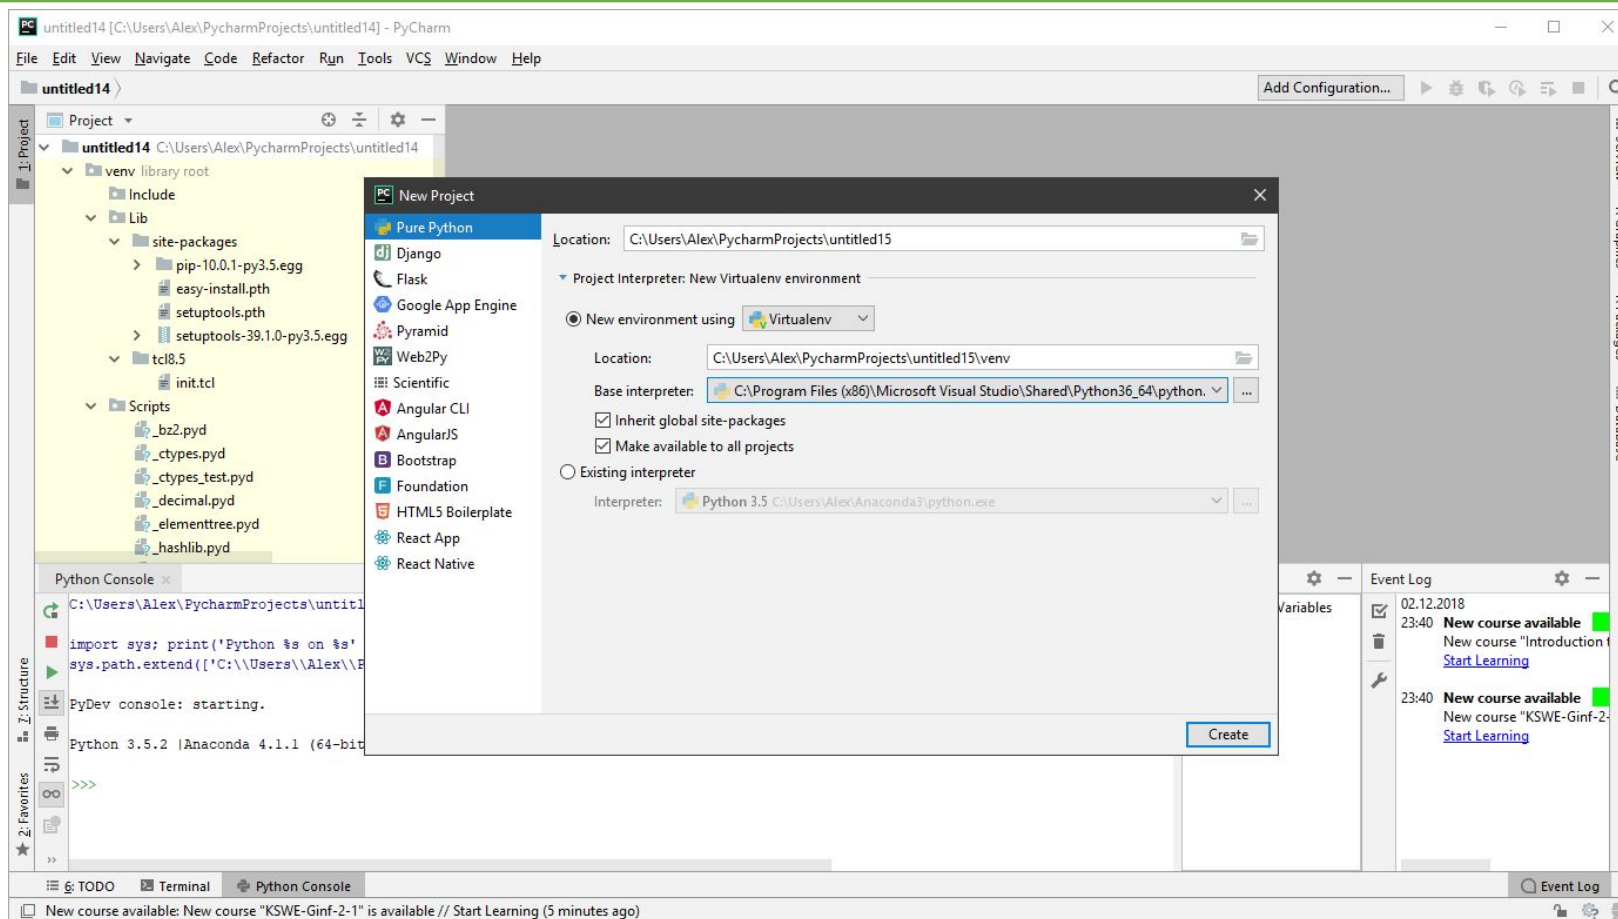 untitled14 [C:\Users\Alex\PycharmProjects\untitled14] - PyCharm
File Edit View Navigate Code Refactor Run Tools VCS Window Help
untitled14
Add Configuration...
1: Project
Project
untitled14 C:\Users\Alex\PycharmProjects\untitled14
venv library root
Include
Lib
site-packages
pip-10.0.1-py3.5.egg
easy-install.pth
setuptools.pth
setuptools-39.1.0-py3.5.egg
tcl8.5
init.tcl
Scripts
_bz2.pyd
_ctypes.pyd
_ctypes_test.pyd
_decimal.pyd
_elementtree.pyd
_hashlib.pyd
New Project
Pure Python
Django
Flask
Google App Engine
Pyramid
Web2Py
Scientific
Angular CLI
AngularJS
Bootstrap
Foundation
HTML5 Boilerplate
React App
React Native
Location: C:\Users\Alex\PycharmProjects\untitled15
Project Interpreter: New Virtualenv environment
New environment using Virtualenv
Location: C:\Users\Alex\PycharmProjects\untitled15\venv
Base interpreter: C:\Program Files (x86)\Microsoft Visual Studio\Shared\Python36_64\python. ...
Inherit global site-packages
Make available to all projects
Existing interpreter
Interpreter: Python 3.5 C:\Users\Alex\Anaconda3\python.exe ...
Create
Python Console
C:\Users\Alex\PycharmProjects\untitl
import sys; print('Python %s on %s'
sys.path.extend(['C:\\Users\\Alex\\P
PyDev console: starting.
Python 3.5.2 |Anaconda 4.1.1 (64-bit
>>>
Variables
Event Log
02.12.2018
23:40 New course available
New course "Introduction
Start Learning
23:40 New course available
New course "KSWE-Ginf-2-
Start Learning
7: Structure
2: Favorites
6: TODO Terminal Python Console Event Log
New course available: New course "KSWE-Ginf-2-1" is available // Start Learning (5 minutes ago)